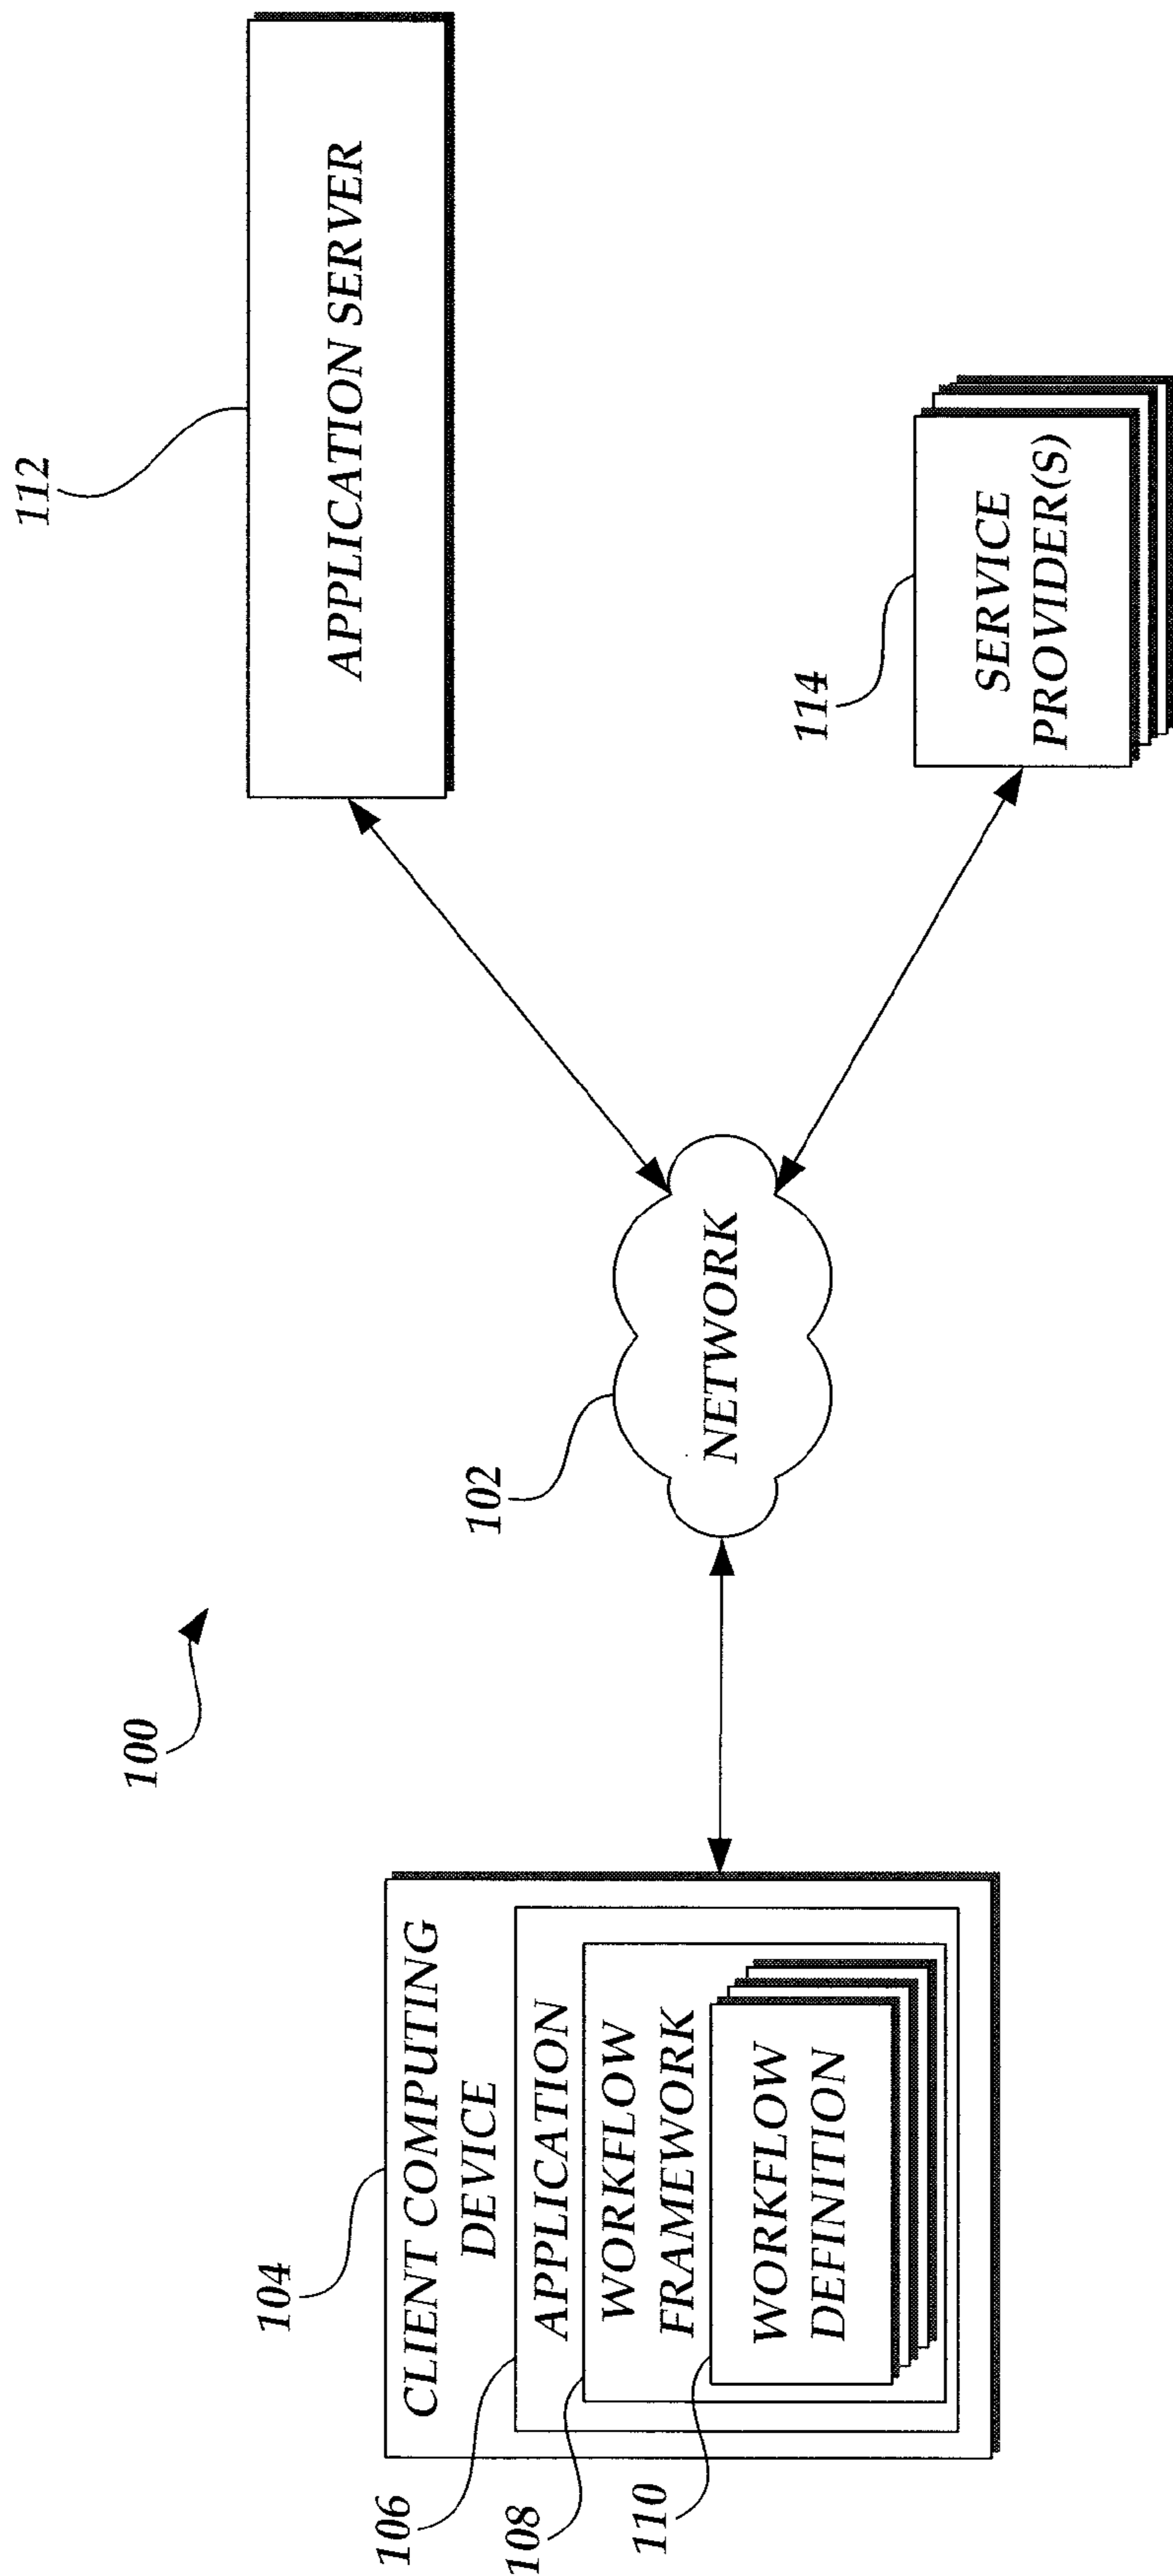 100
104
CLIENT COMPUTING
DEVICE
106
APPLICATION
108
WORKFLOW
FRAMEWORK
110
WORKFLOW
DEFINITION
102
NETWORK
112
APPLICATION SERVER
114
SERVICE
PROVIDER(S)